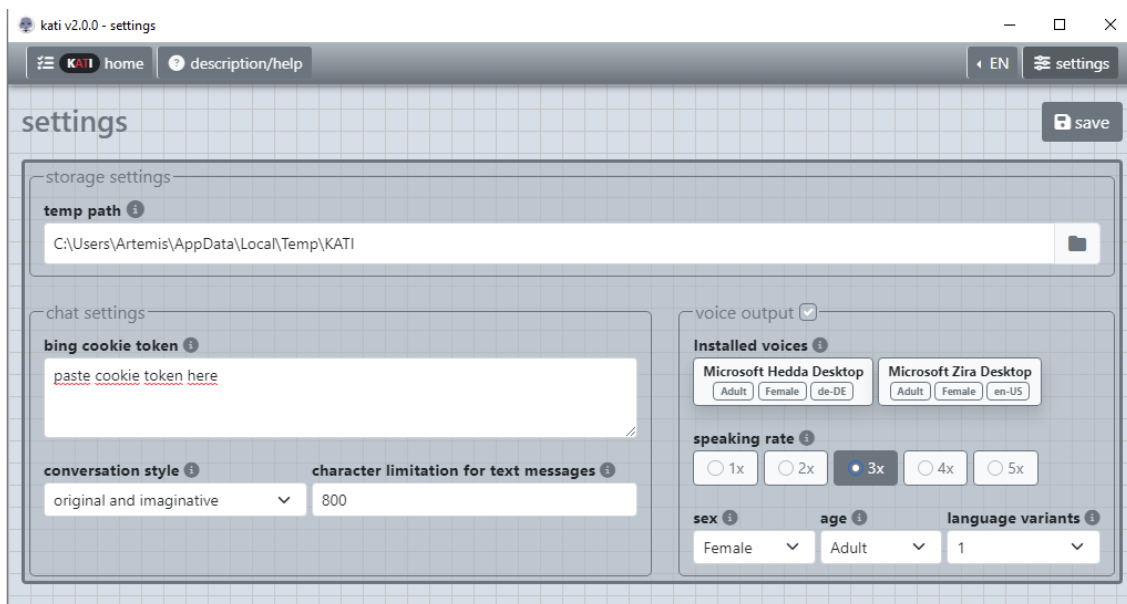 kati v2.0.0 - settings
KATI home
description/help
EN
settings
settings
save
storage settings
temp path
C:\Users\Artemis\AppData\Local\Temp\KATI
chat settings
bing cookie token
paste cookie token here
conversation style
character limitation for text messages
original and imaginative
800
voice output
Installed voices
Microsoft Hedda Desktop
Adult Female de-DE
Microsoft Zira Desktop
Adult Female en-US
speaking rate
1x 2x 3x 4x 5x
sex age language variants
Female Adult 1